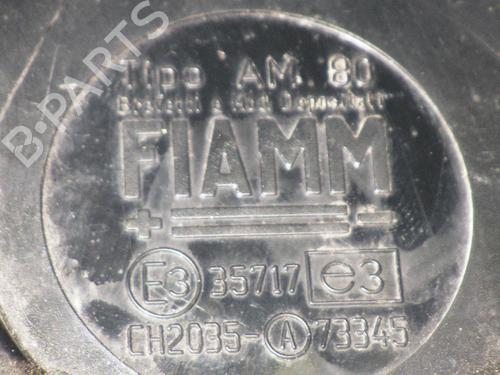 B-PARTS
Tipo AM 80
Brevetti e Mod Depositati
FIAMM
+ -
E3 35717 e3
CH2035-A 73345